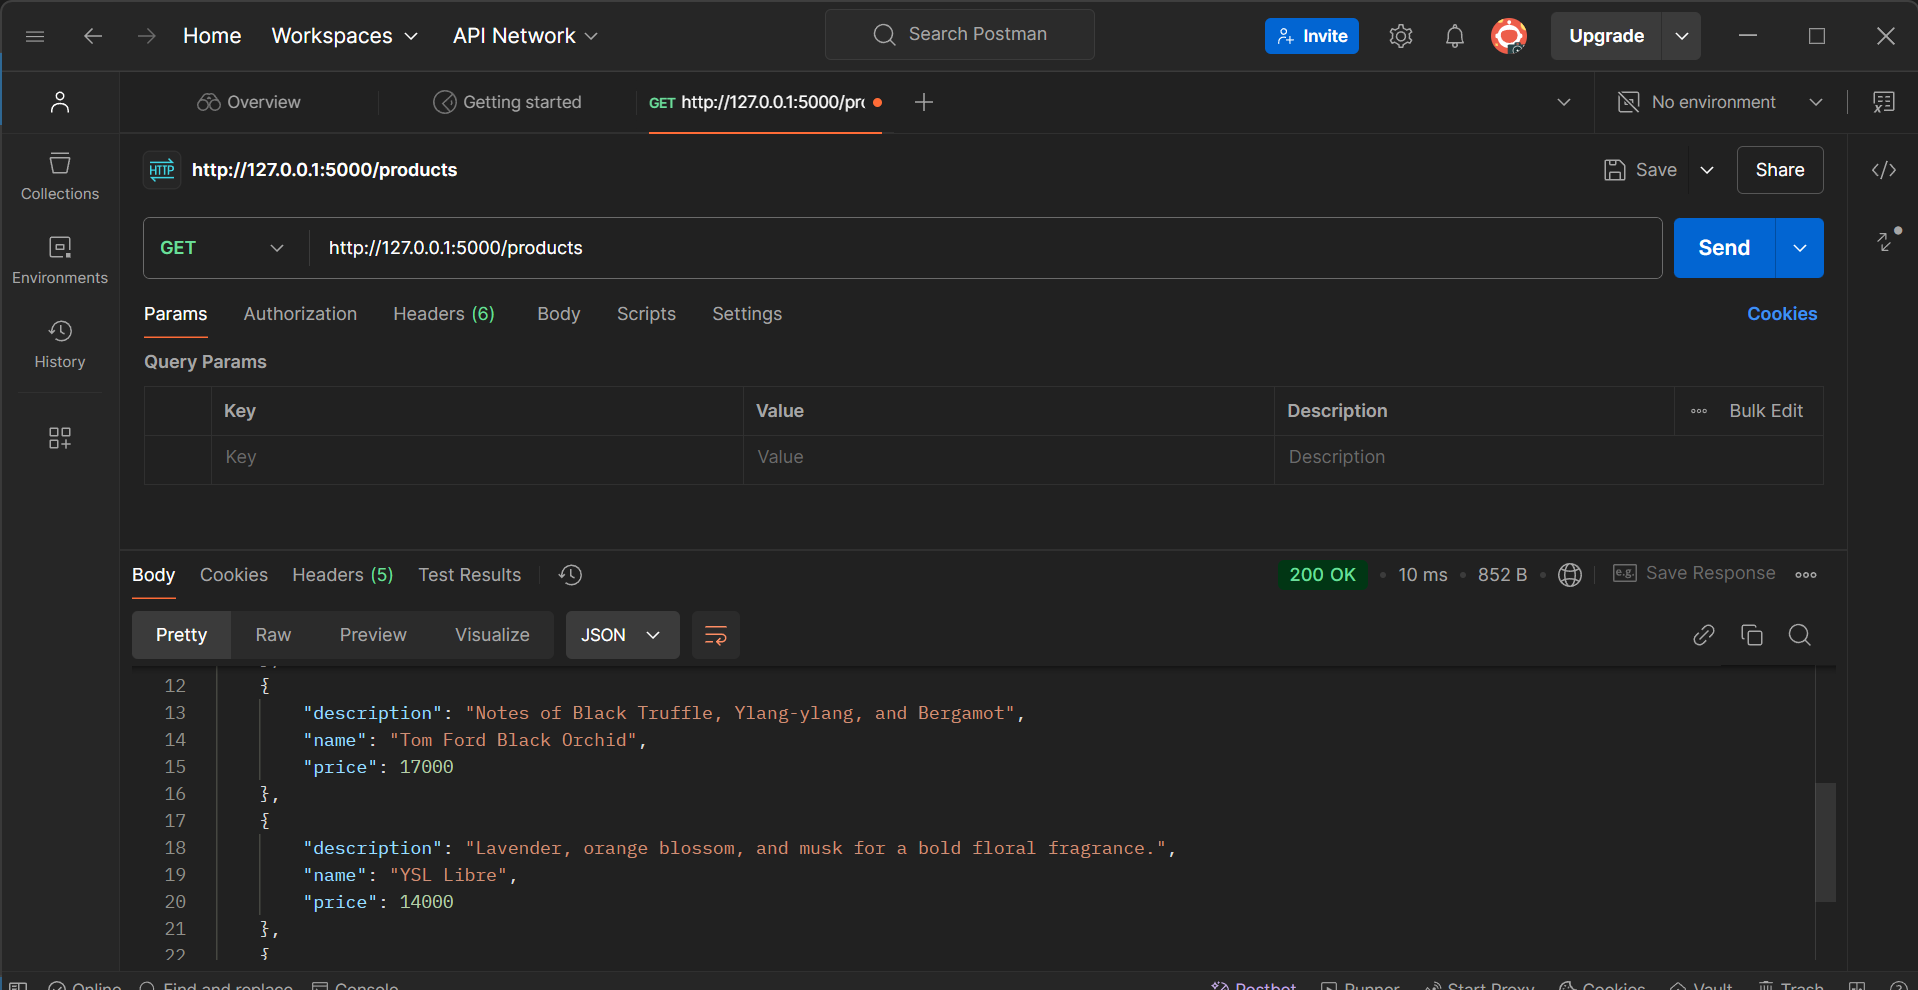 Home Workspaces API Network Search Postman Invite Upgrade
Overview Getting started GET http://127.0.0.1:5000/pr No environment
HTTP http://127.0.0.1:5000/products Save Share
Collections
GET http://127.0.0.1:5000/products Send
Environments
Params Authorization Headers (6) Body Scripts Settings Cookies
History
Query Params
Key Value Description Bulk Edit
Key Value Description
Body Cookies Headers (5) Test Results 200 OK 10 ms 852 B e.g. Save Response
Pretty Raw Preview Visualize JSON
12 {
13 "description": "Notes of Black Truffle, Ylang-ylang, and Bergamot",
14 "name": "Tom Ford Black Orchid",
15 "price": 17000
16 },
17 {
18 "description": "Lavender, orange blossom, and musk for a bold floral fragrance.",
19 "name": "YSL Libre",
20 "price": 14000
21 },
22 {
Online Find and replace Console Postbot Runner Start Proxy Cookies Vault Trash